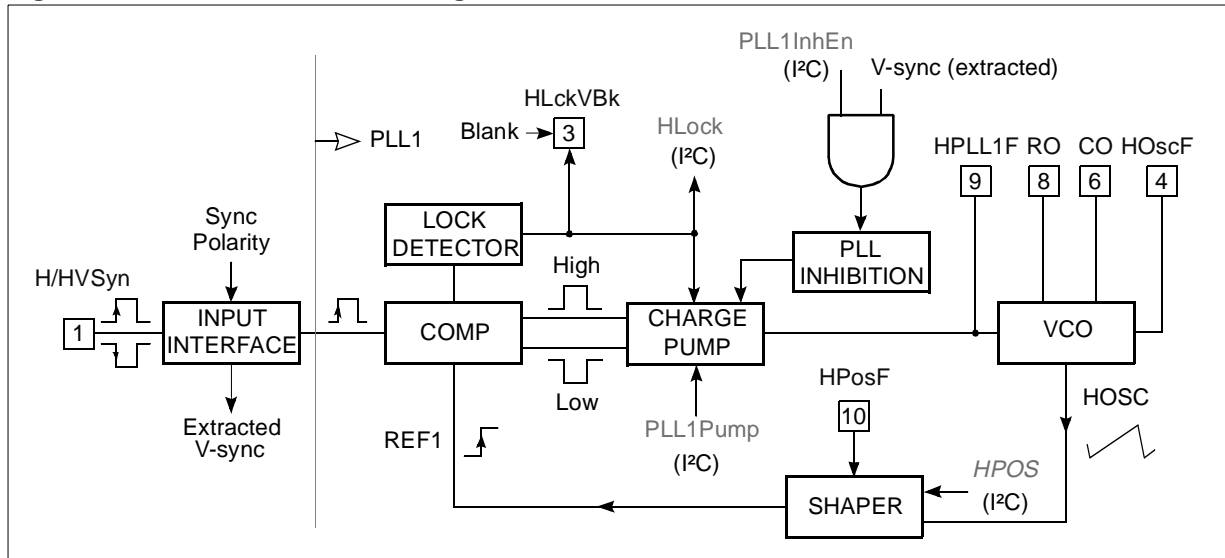 PLL1InhEn
(I²C)
V-sync (extracted)
HLckVBk
Blank
3
HLock
(I²C)
PLL1
HPLL1F
RO
CO
HOscF
9
8
6
4
Sync
Polarity
LOCK
DETECTOR
PLL
INHIBITION
H/HVSyn
High
1
INPUT
INTERFACE
COMP
CHARGE
PUMP
VCO
Low
HPosF
HOSC
Extracted
V-sync
REF1
PLL1Pump
(I²C)
10
HPOS
(I²C)
SHAPER